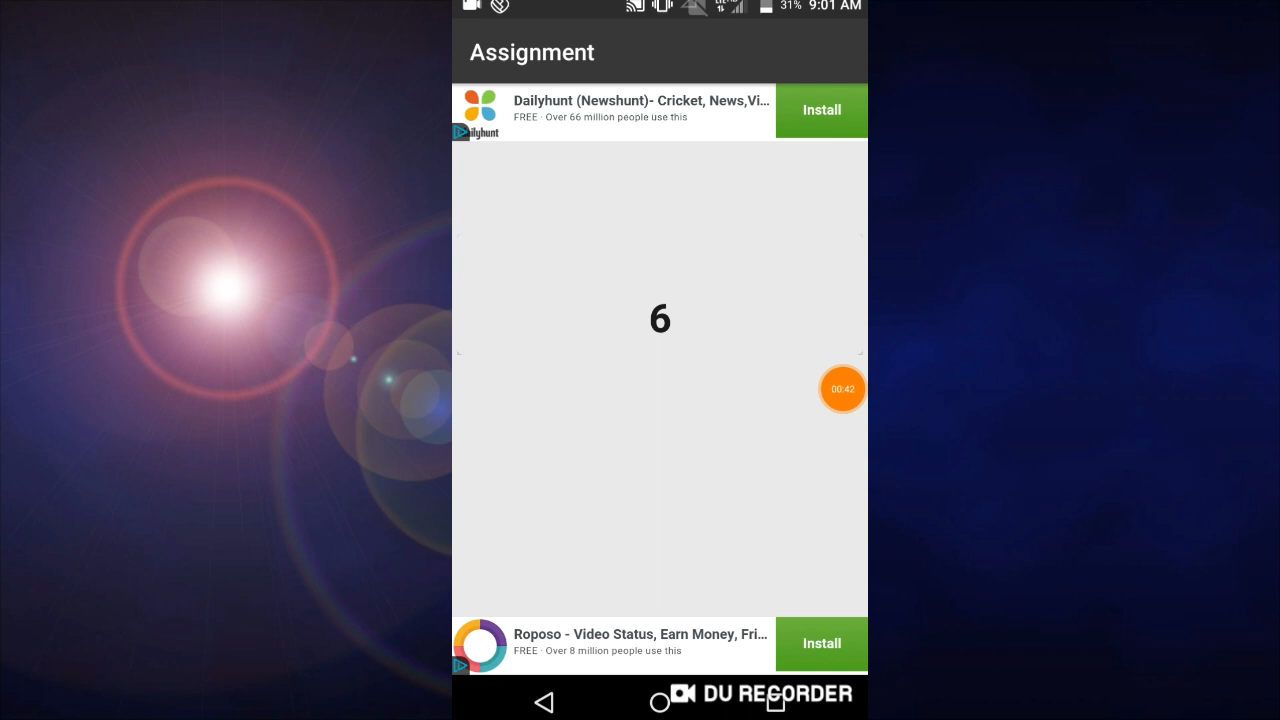 31% 9:01 AM
Assignment
Dailyhunt (Newshunt)- Cricket, News,Vi...
FREE · Over 66 million people use this
Install
6
00:42
Roposo - Video Status, Earn Money, Fri...
FREE · Over 8 million people use this
Install
DU RECORDER